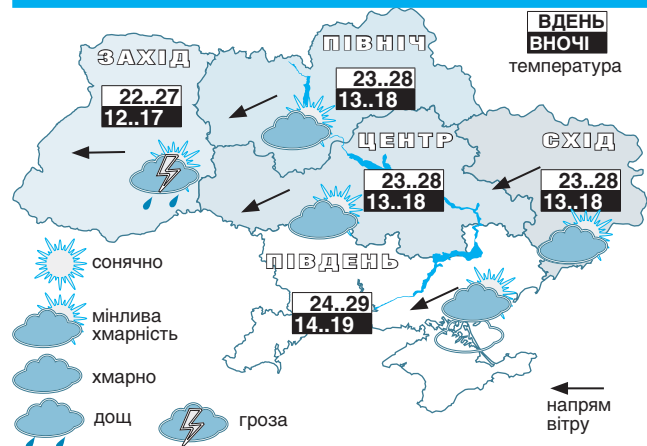 ВДЕНЬ
ВНОЧІ
температура
ЗАХІД
22..27
12..17
ПІВНІЧ
23..28
13..18
ЦЕНТР
23..28
13..18
СХІД
23..28
13..18
ПІВДЕНЬ
24..29
14..19
сонячно
мінлива
хмарність
хмарно
дощ
гроза
напрям
вітру